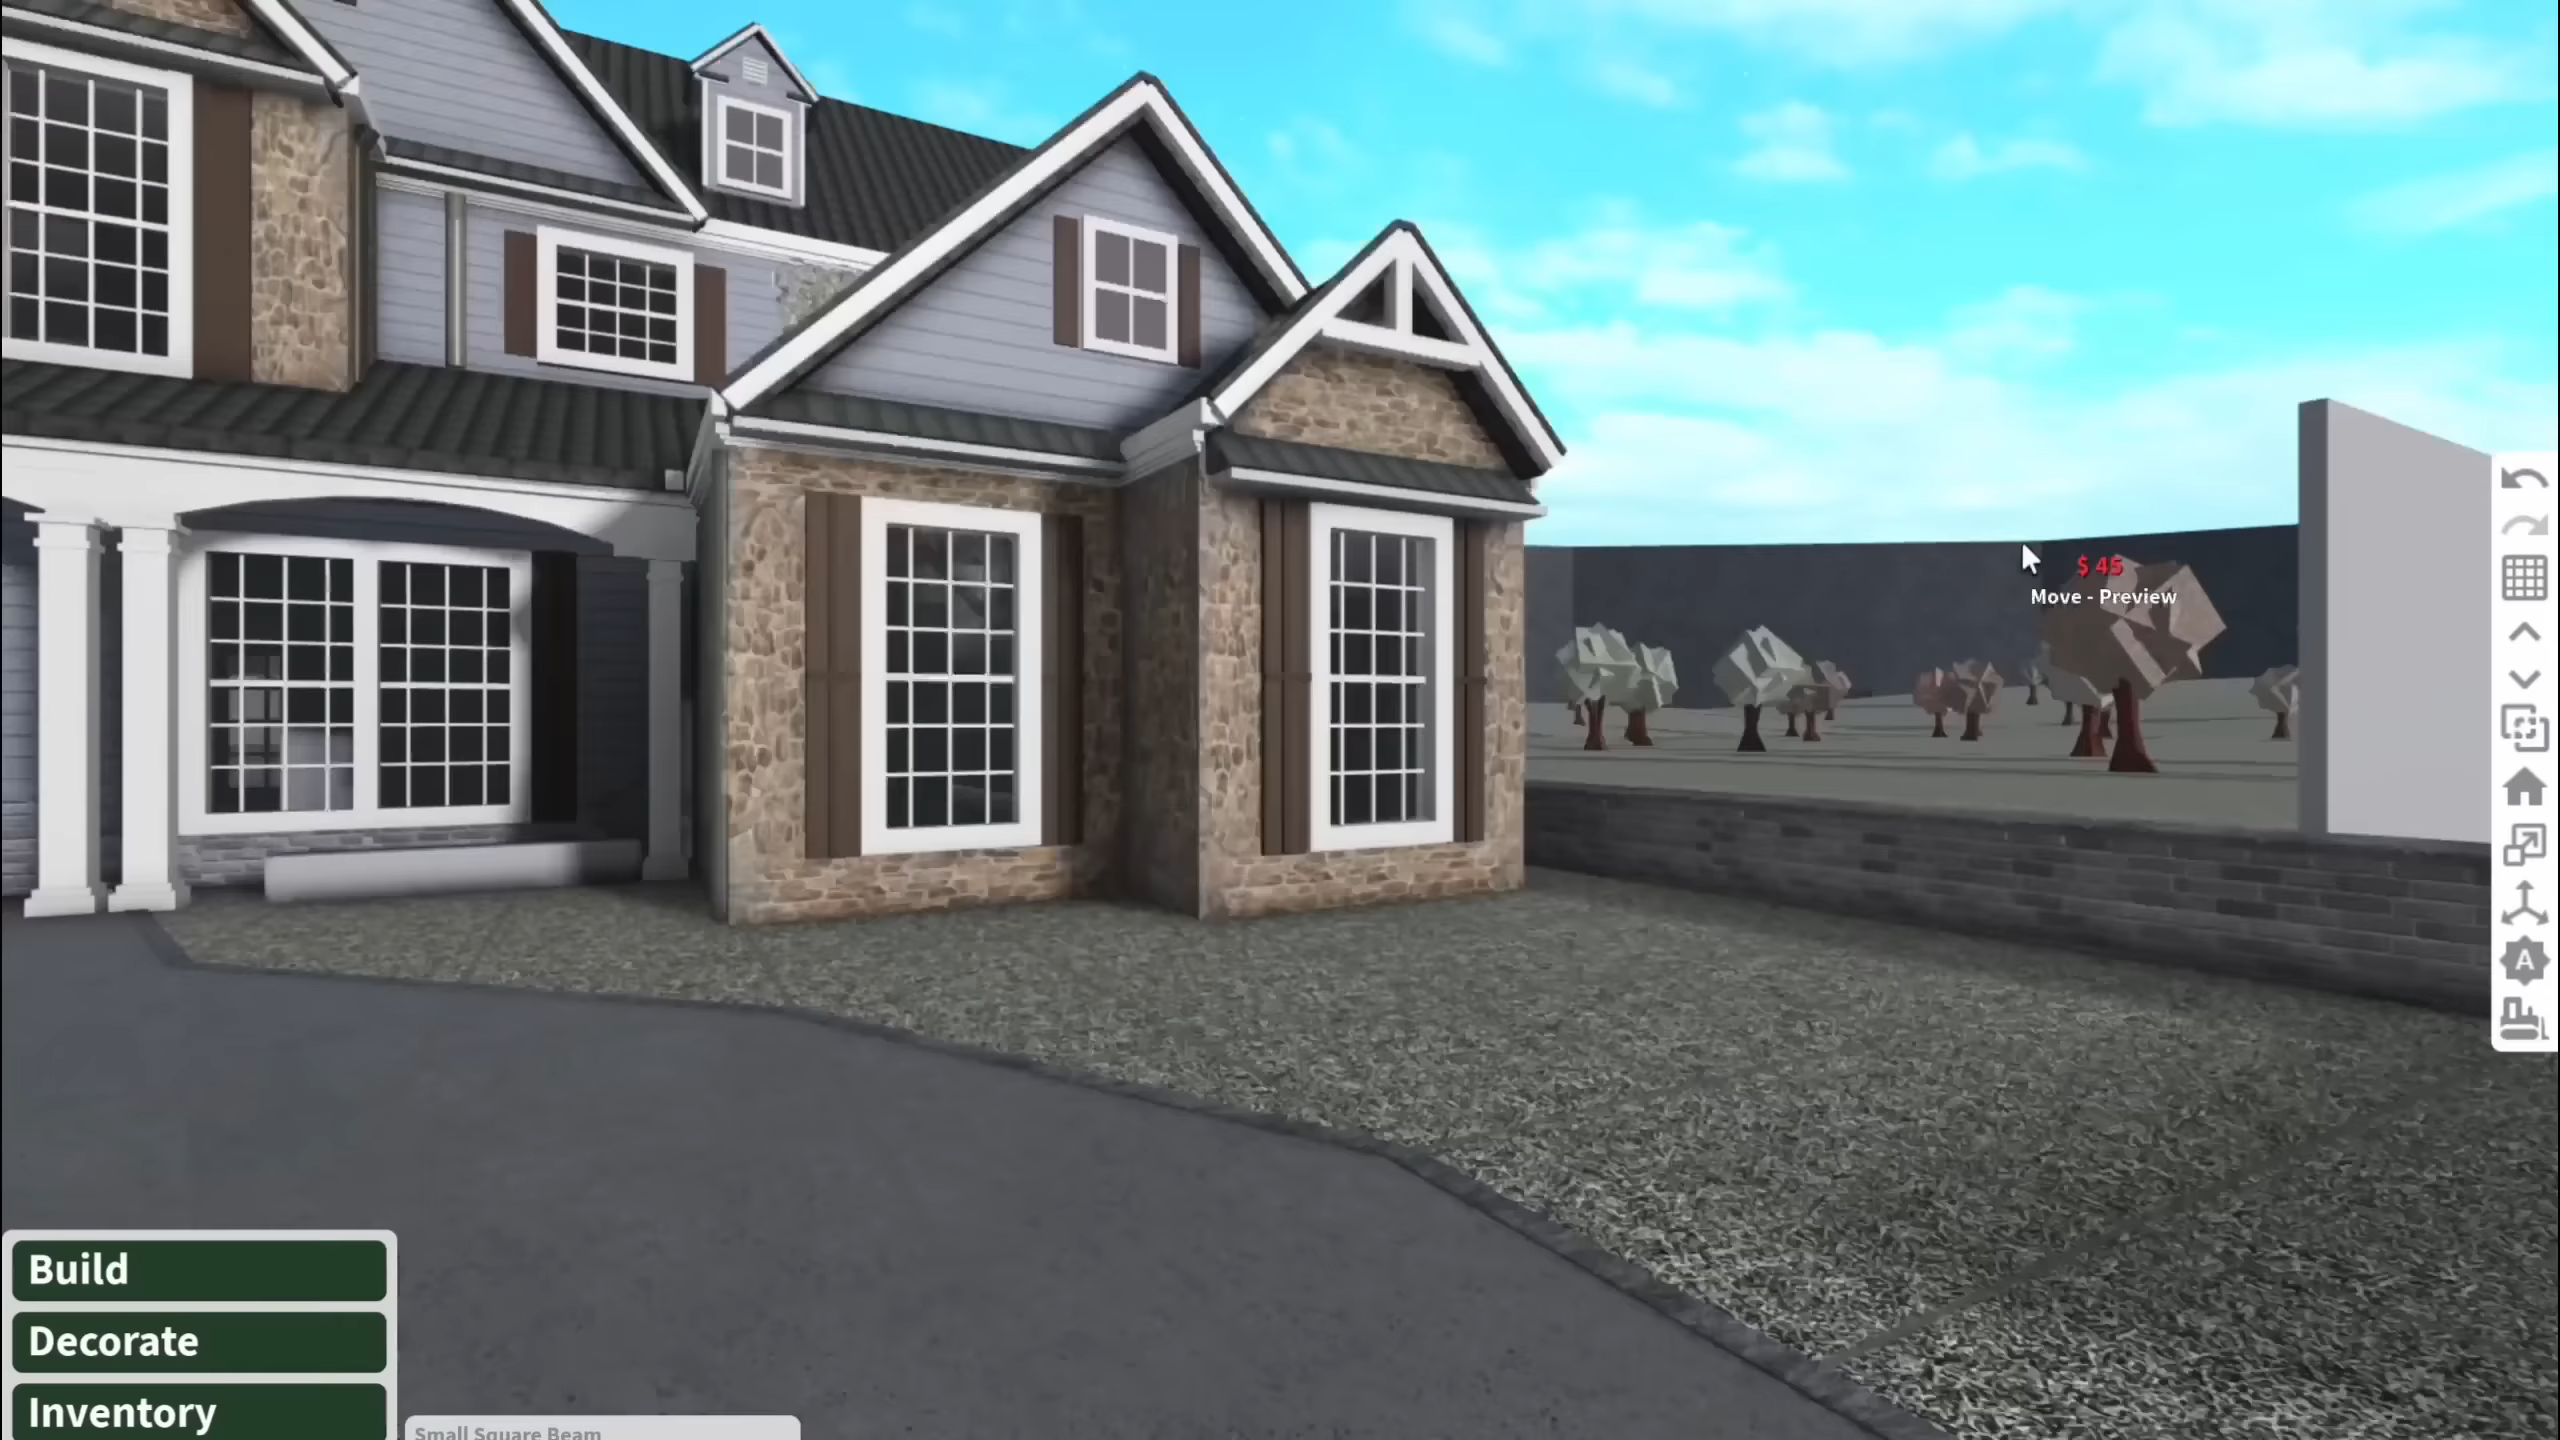 $ 45
Move - Preview
A
Build
Decorate
Inventory
Small Square Beam